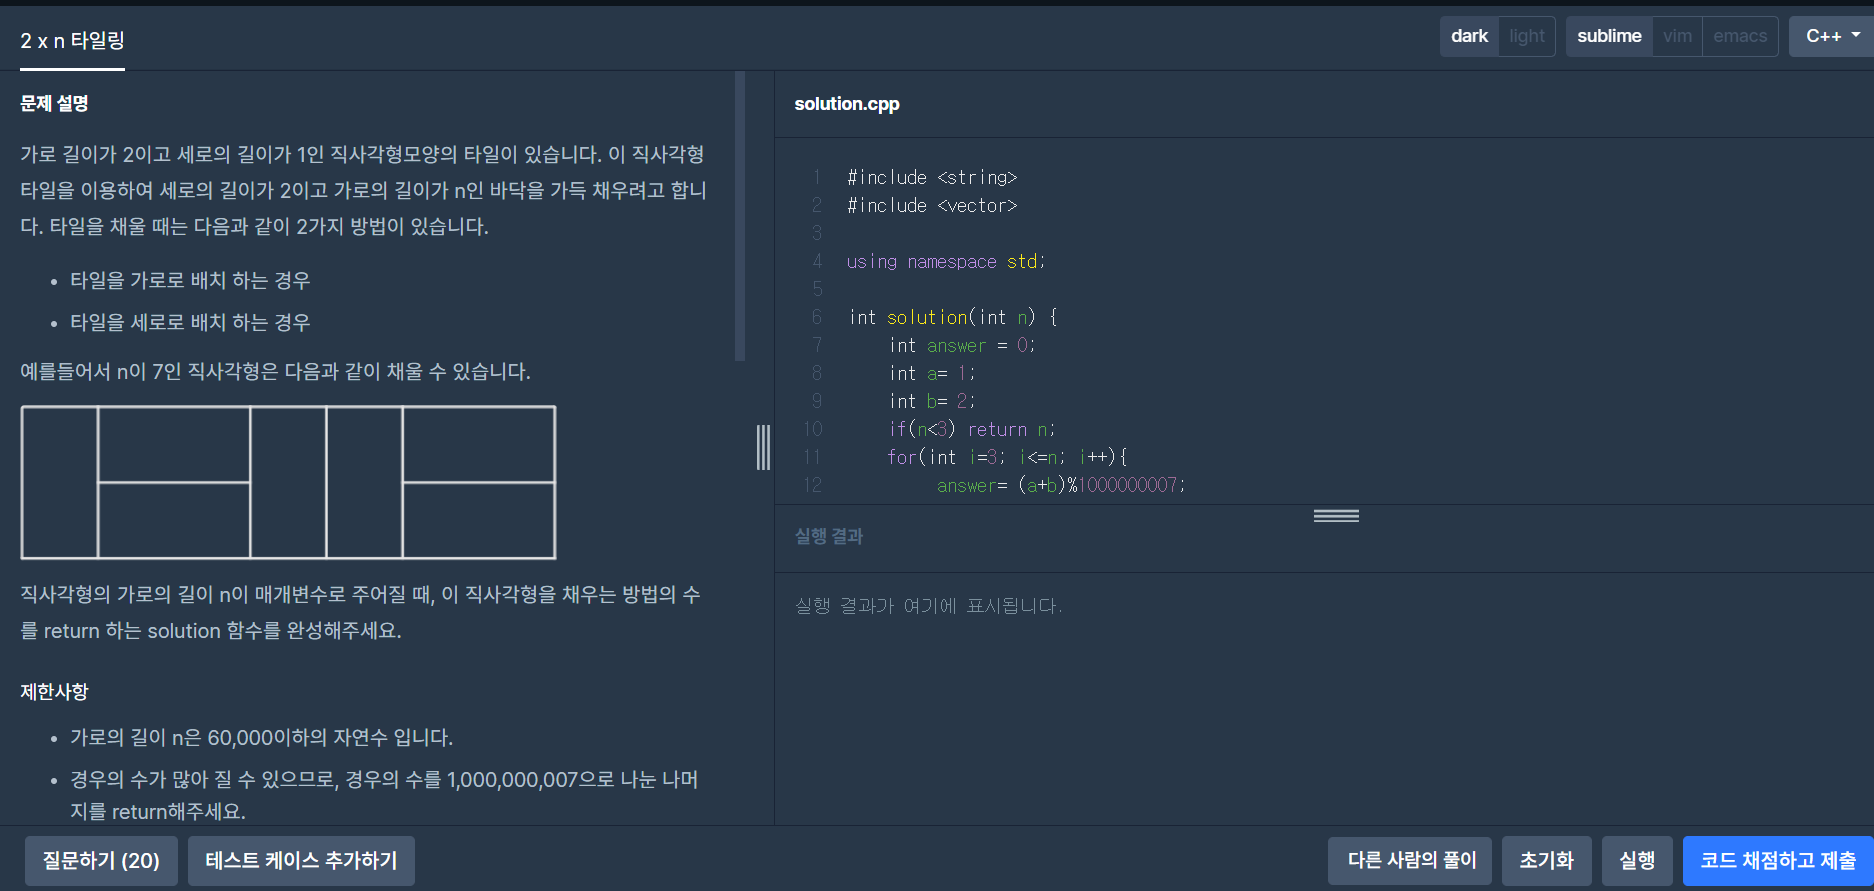 2 x n 타일링
dark light sublime vim emacs C++
문제 설명
가로 길이가 2이고 세로의 길이가 1인 직사각형모양의 타일이 있습니다. 이 직사각형
타일을 이용하여 세로의 길이가 2이고 가로의 길이가 n인 바닥을 가득 채우려고 합니
다. 타일을 채울 때는 다음과 같이 2가지 방법이 있습니다.
• 타일을 가로로 배치 하는 경우
• 타일을 세로로 배치 하는 경우
예를들어서 n이 7인 직사각형은 다음과 같이 채울 수 있습니다.
직사각형의 가로의 길이 n이 매개변수로 주어질 때, 이 직사각형을 채우는 방법의 수
를 return 하는 solution 함수를 완성해주세요.
제한사항
• 가로의 길이 n은 60,000이하의 자연수 입니다.
• 경우의 수가 많아 질 수 있으므로, 경우의 수를 1,000,000,007으로 나눈 나머
지를 return해주세요.
solution.cpp
1 #include <string>
2 #include <vector>
3
4 using namespace std;
5
6 int solution(int n) {
7 int answer = 0;
8 int a= 1;
9 int b= 2;
10 if(n<3) return n;
11 for(int i=3; i<=n; i++){
12 answer= (a+b)%1000000007;
실행 결과
실행 결과가 여기에 표시됩니다.
질문하기 (20) 테스트 케이스 추가하기 다른 사람의 풀이 초기화 실행 코드 채점하고 제출